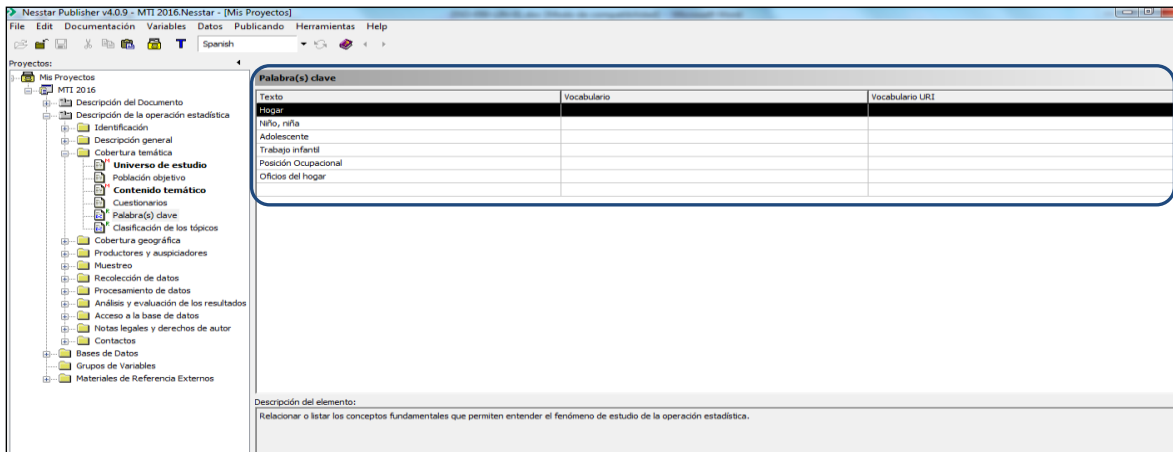 Nesstar Publisher v4.0.9 - MTI 2016.Nesstar - [Mis Proyectos]
File Edit Documentación Variables Datos Publicando Herramientas Help
T Spanish
Proyectos:
Mis Proyectos
MTI 2016
Descripción del Documento
Descripción de la operación estadística
Identificación
Descripción general
Cobertura temática
Universo de estudio
Población objetivo
Contenido temático
Cuestionarios
Palabra(s) clave
Clasificación de los tópicos
Cobertura geográfica
Productores y auspiciadores
Muestreo
Recolección de datos
Procesamiento de datos
Análisis y evaluación de los resultados
Acceso a la base de datos
Notas legales y derechos de autor
Contactos
Bases de Datos
Grupos de Variables
Materiales de Referencia Externos
Palabra(s) clave
Texto Vocabulario Vocabulario URI
Hogar
Niño, niña
Adolescente
Trabajo infantil
Posición Ocupacional
Oficios del hogar
Descripción del elemento:
Relacionar o listar los conceptos fundamentales que permiten entender el fenómeno de estudio de la operación estadística.